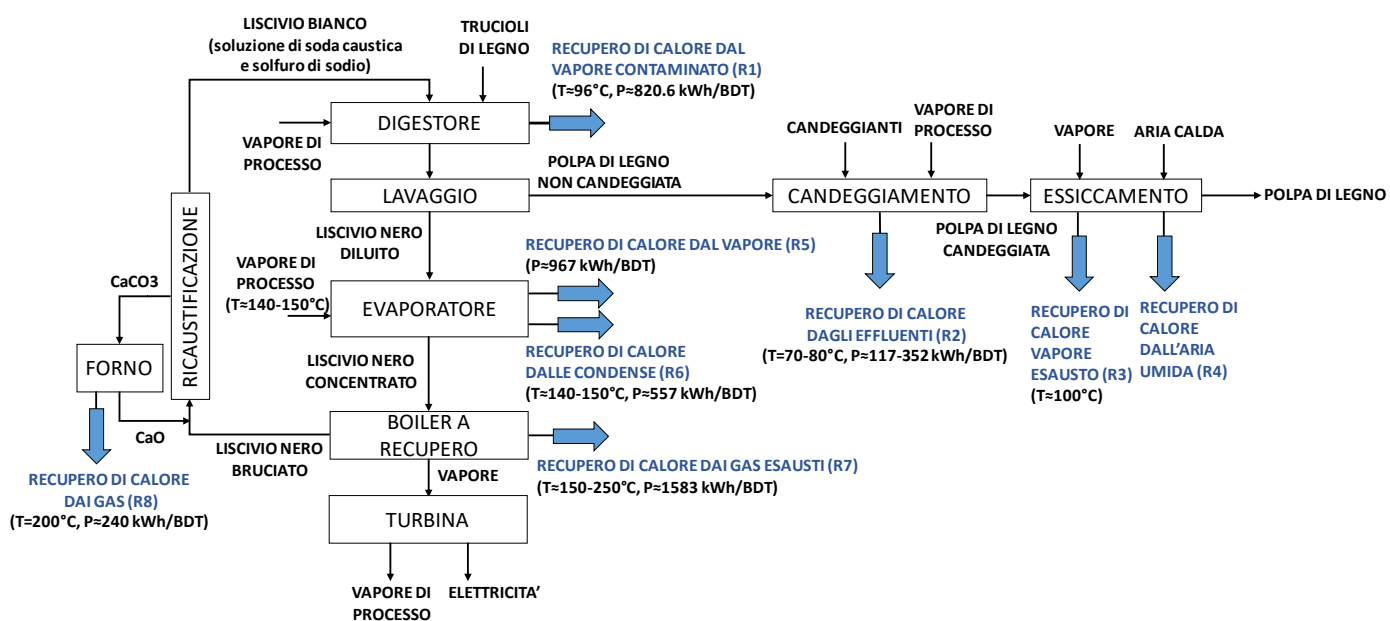 LISCIVIO BIANCO
(soluzione di soda caustica
e solfuro di sodio)
TRUCIOLI
DI LEGNO
RECUPERO DI CALORE DAL
VAPORE CONTAMINATO (R1)
(T≈96°C, P≈820.6 kWh/BDT)
DIGESTORE
VAPORE DI
PROCESSO
CANDEGGIANTI
VAPORE DI
PROCESSO
VAPORE
ARIA CALDA
POLPA DI LEGNO
NON CANDEGGIATA
LAVAGGIO
CANDEGGIAMENTO
ESSICCAMENTO
POLPA DI LEGNO
LISCIVIO NERO
DILUITO
POLPA DI LEGNO
CANDEGGIATA
RECUPERO DI CALORE DAL VAPORE (R5)
(P≈967 kWh/BDT)
VAPORE DI
PROCESSO
(T≈140-150°C)
EVAPORATORE
CaCO3
RICAUSTIFICAZIONE
FORNO
CaO
RECUPERO DI CALORE
DAGLI EFFLUENTI (R2)
(T=70-80°C, P≈117-352 kWh/BDT)
RECUPERO DI
CALORE
VAPORE
ESAUSTO (R3)
(T≈100°C)
RECUPERO DI
CALORE
DALL’ARIA
UMIDA (R4)
LISCIVIO NERO
CONCENTRATO
RECUPERO DI CALORE
DALLE CONDENSE (R6)
(T≈140-150°C, P≈557 kWh/BDT)
BOILER A
RECUPERO
LISCIVIO NERO
BRUCIATO
RECUPERO DI CALORE DAI GAS ESAUSTI (R7)
(T≈150-250°C, P≈1583 kWh/BDT)
VAPORE
RECUPERO DI CALORE
DAI GAS (R8)
(T=200°C, P≈240 kWh/BDT)
TURBINA
VAPORE DI
PROCESSO
ELETTRICITA’